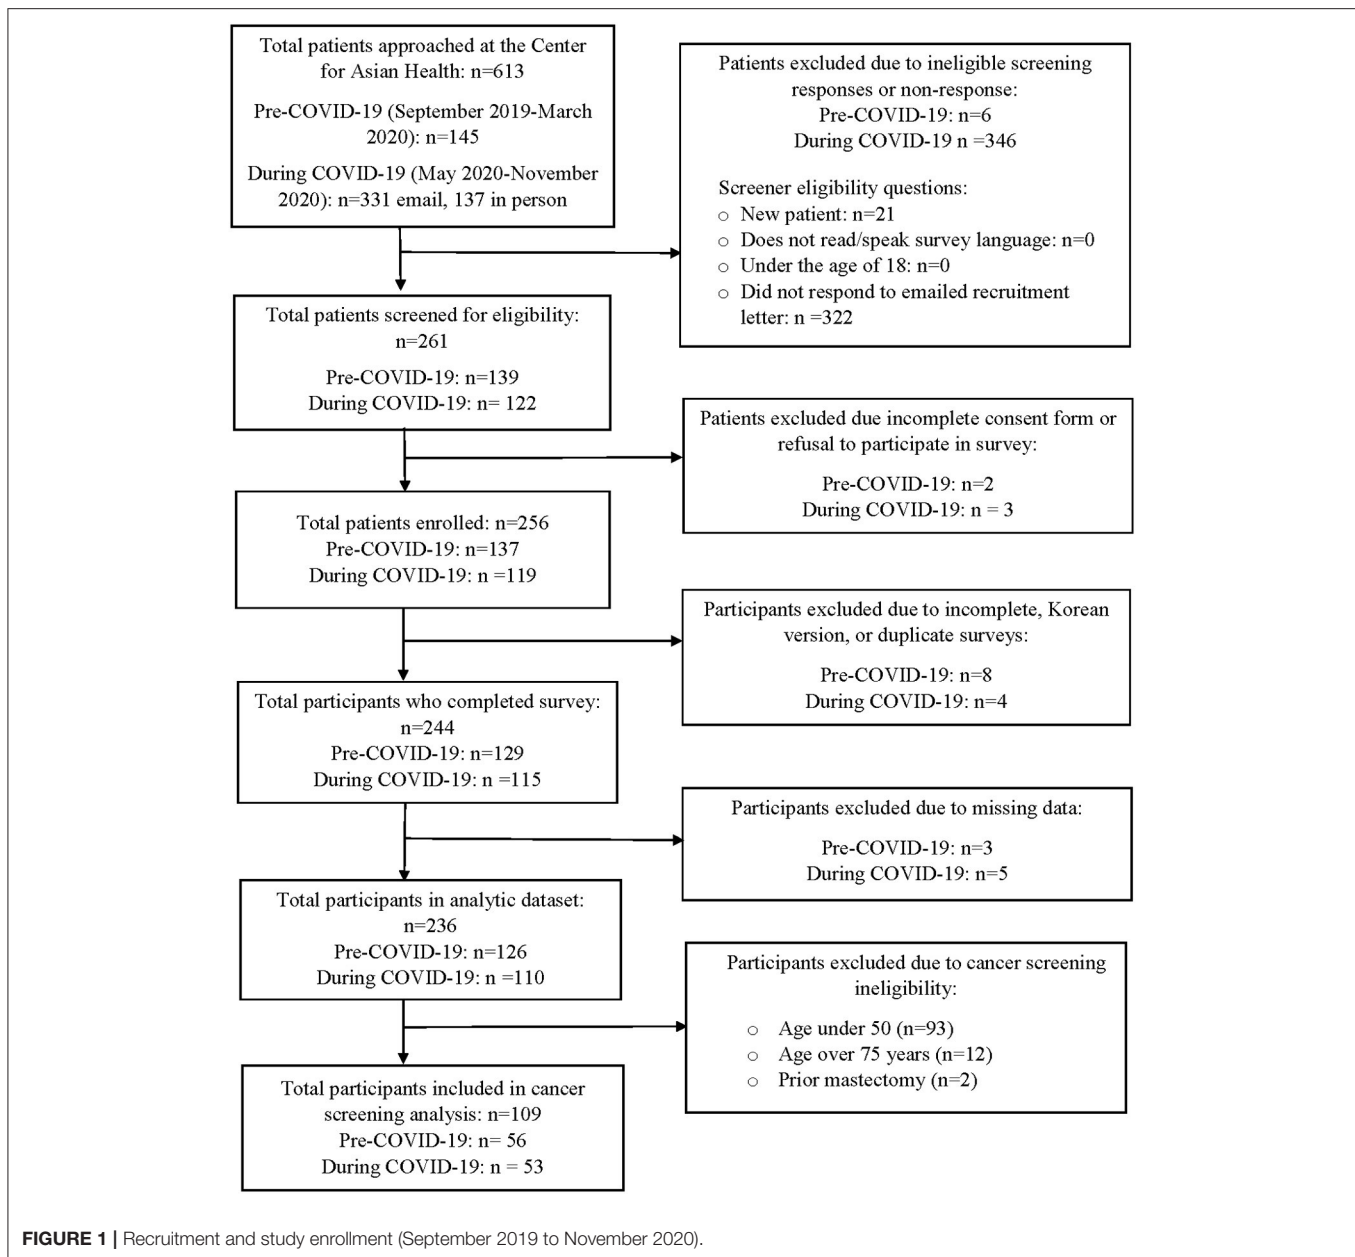 Total patients approached at the Center
for Asian Health: n=613
Pre-COVID-19 (September 2019-March
2020): n=145
During COVID-19 (May 2020-November
2020): n=331 email, 137 in person
Patients excluded due to ineligible screening
responses or non-response:
Pre-COVID-19: n=6
During COVID-19 n =346
Screener eligibility questions:
○ New patient: n=21
○ Does not read/speak survey language: n=0
○ Under the age of 18: n=0
○ Did not respond to emailed recruitment
letter: n =322
Total patients screened for eligibility:
n=261
Pre-COVID-19: n=139
During COVID-19: n= 122
Patients excluded due incomplete consent form or
refusal to participate in survey:
Pre-COVID-19: n=2
During COVID-19: n = 3
Total patients enrolled: n=256
Pre-COVID-19: n=137
During COVID-19: n =119
Participants excluded due to incomplete, Korean
version, or duplicate surveys:
Pre-COVID-19: n=8
During COVID-19: n=4
Total participants who completed survey:
n=244
Pre-COVID-19: n=129
During COVID-19: n =115
Participants excluded due to missing data:
Pre-COVID-19: n=3
During COVID-19: n=5
Total participants in analytic dataset:
n=236
Pre-COVID-19: n=126
During COVID-19: n =110
Participants excluded due to cancer screening
ineligibility:
○ Age under 50 (n=93)
○ Age over 75 years (n=12)
○ Prior mastectomy (n=2)
Total participants included in cancer
screening analysis: n=109
Pre-COVID-19: n= 56
During COVID-19: n = 53
FIGURE 1 | Recruitment and study enrollment (September 2019 to November 2020).